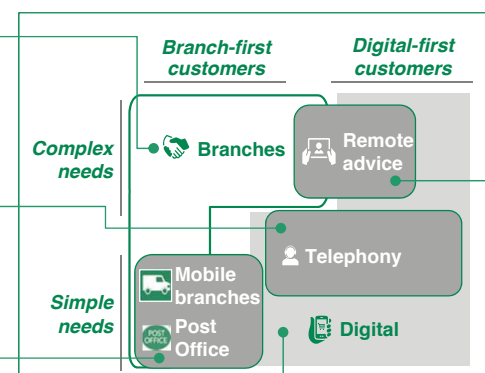 Branch-first
customers
Digital-first
customers
Complex
needs
Branches
Remote
advice
Telephony
Simple
needs
Mobile
branches
POST
OFFICE
Post
Office
Digital